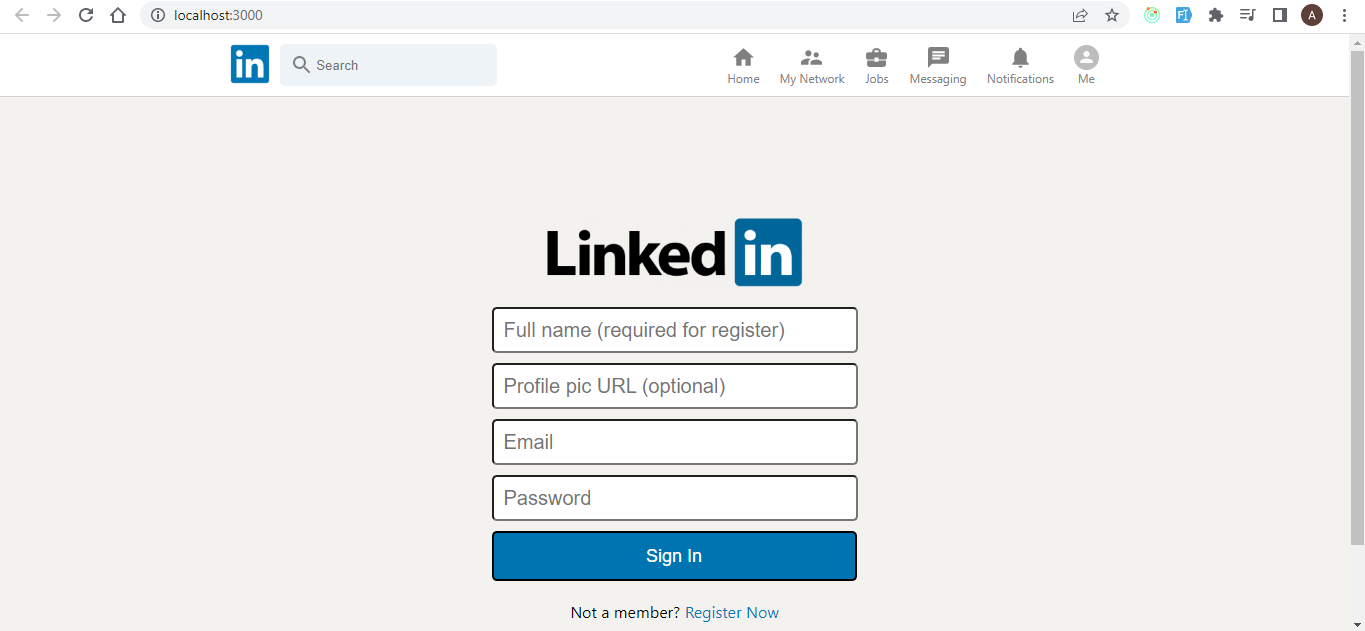 localhost:3000
A
in
Search
Home
My Network
Jobs
Messaging
Notifications
Me
Linked in
Full name (required for register)
Profile pic URL (optional)
Email
Password
Sign In
Not a member? Register Now